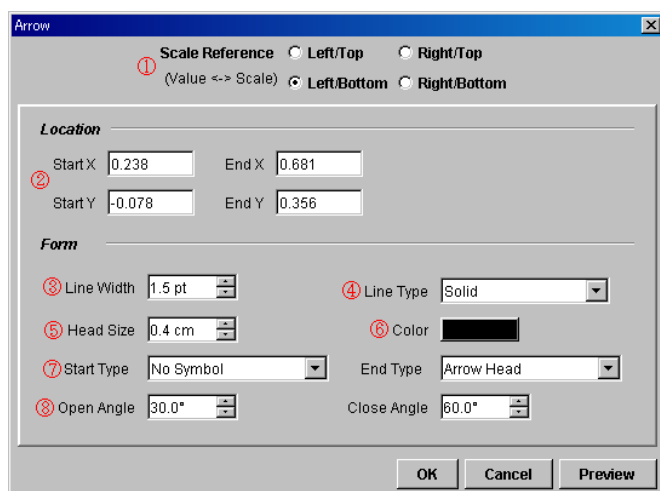 Arrow
① Scale Reference Left/Top Right/Top
(Value <-> Scale) Left/Bottom Right/Bottom
Location
② Start X 0.238 End X 0.681
Start Y -0.078 End Y 0.356
Form
③ Line Width 1.5 pt ④ Line Type Solid
⑤ Head Size 0.4 cm ⑥ Color
⑦ Start Type No Symbol End Type Arrow Head
⑧ Open Angle 30.0° Close Angle 60.0°
OK Cancel Preview